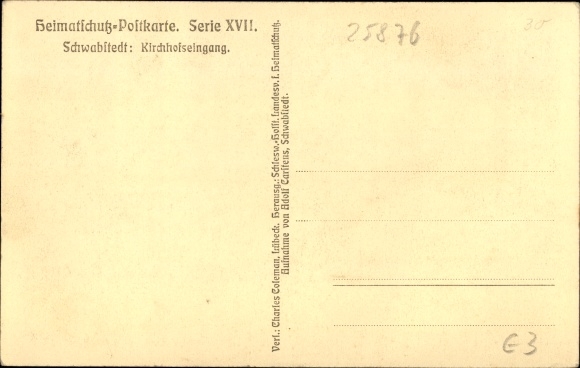 Heimatschutz-Postkarte. Serie XVII.
Schwabstedt: Kirchhofseingang.
Verl.: Charles Coleman, Lübeck. Herausg.: Schlesw.-Holst. Landesv. f. Heimatschutz.
Aufnahme von Adolf Carstens, Schwabstedt.
25876
30
E3